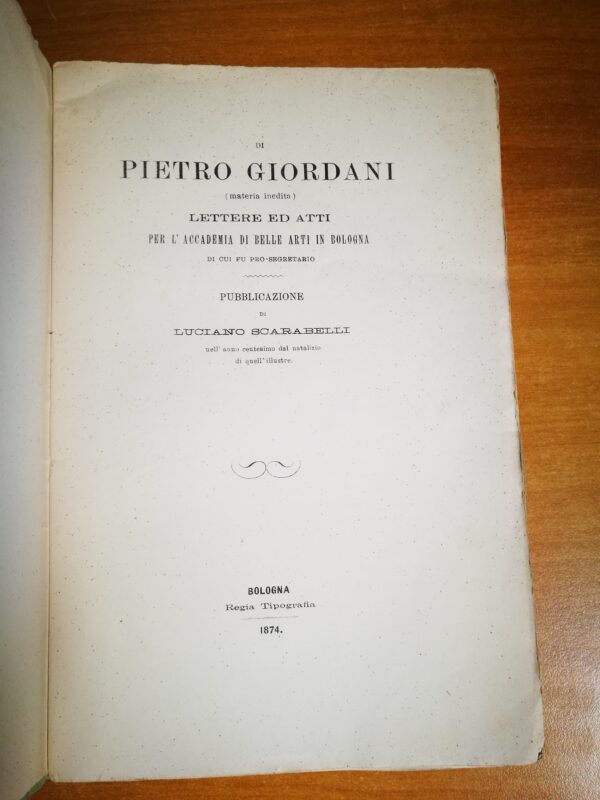 DI
PIETRO GIORDANI
(materia inedita)
LETTERE ED ATTI
PER L'ACCADEMIA DI BELLE ARTI IN BOLOGNA
DI CUI FU PRO-SEGRETARIO
PUBBLICAZIONE
DI
LUCIANO SCARABELLI
nell'anno centesimo dal natalizio
di quell'illustre.
BOLOGNA
Regia Tipografia
1874.